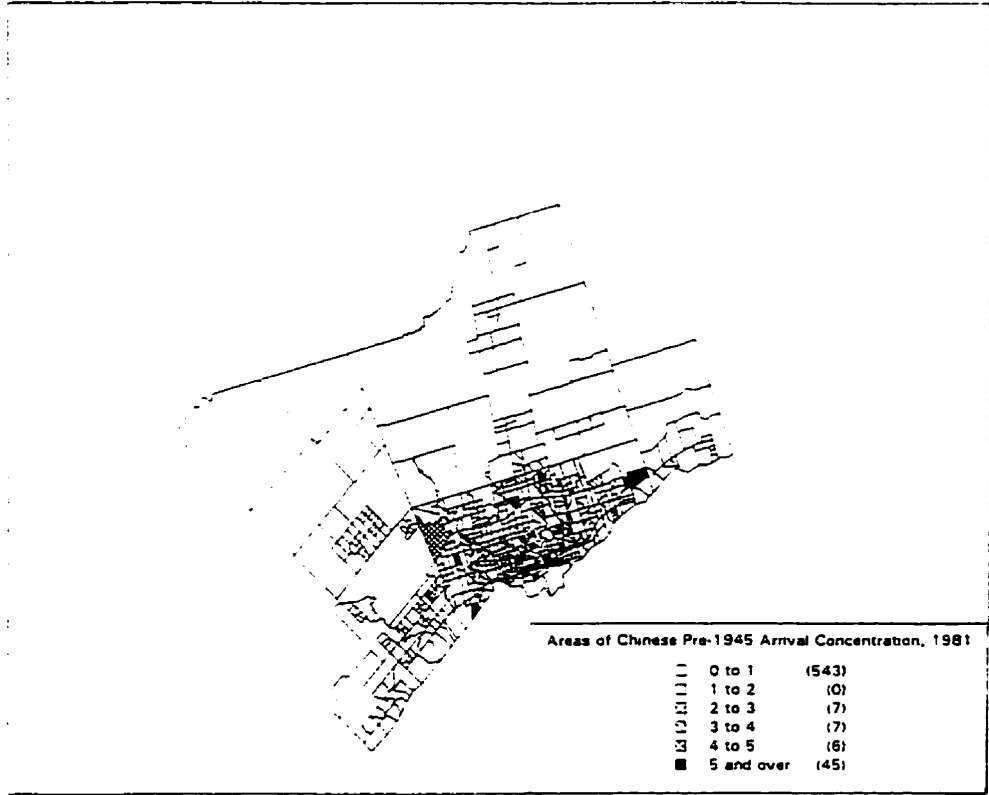 Areas of Chinese Pre-1945 Arrival Concentration, 1981
0 to 1 (543)
1 to 2 (0)
2 to 3 (7)
3 to 4 (7)
4 to 5 (6)
5 and over (45)